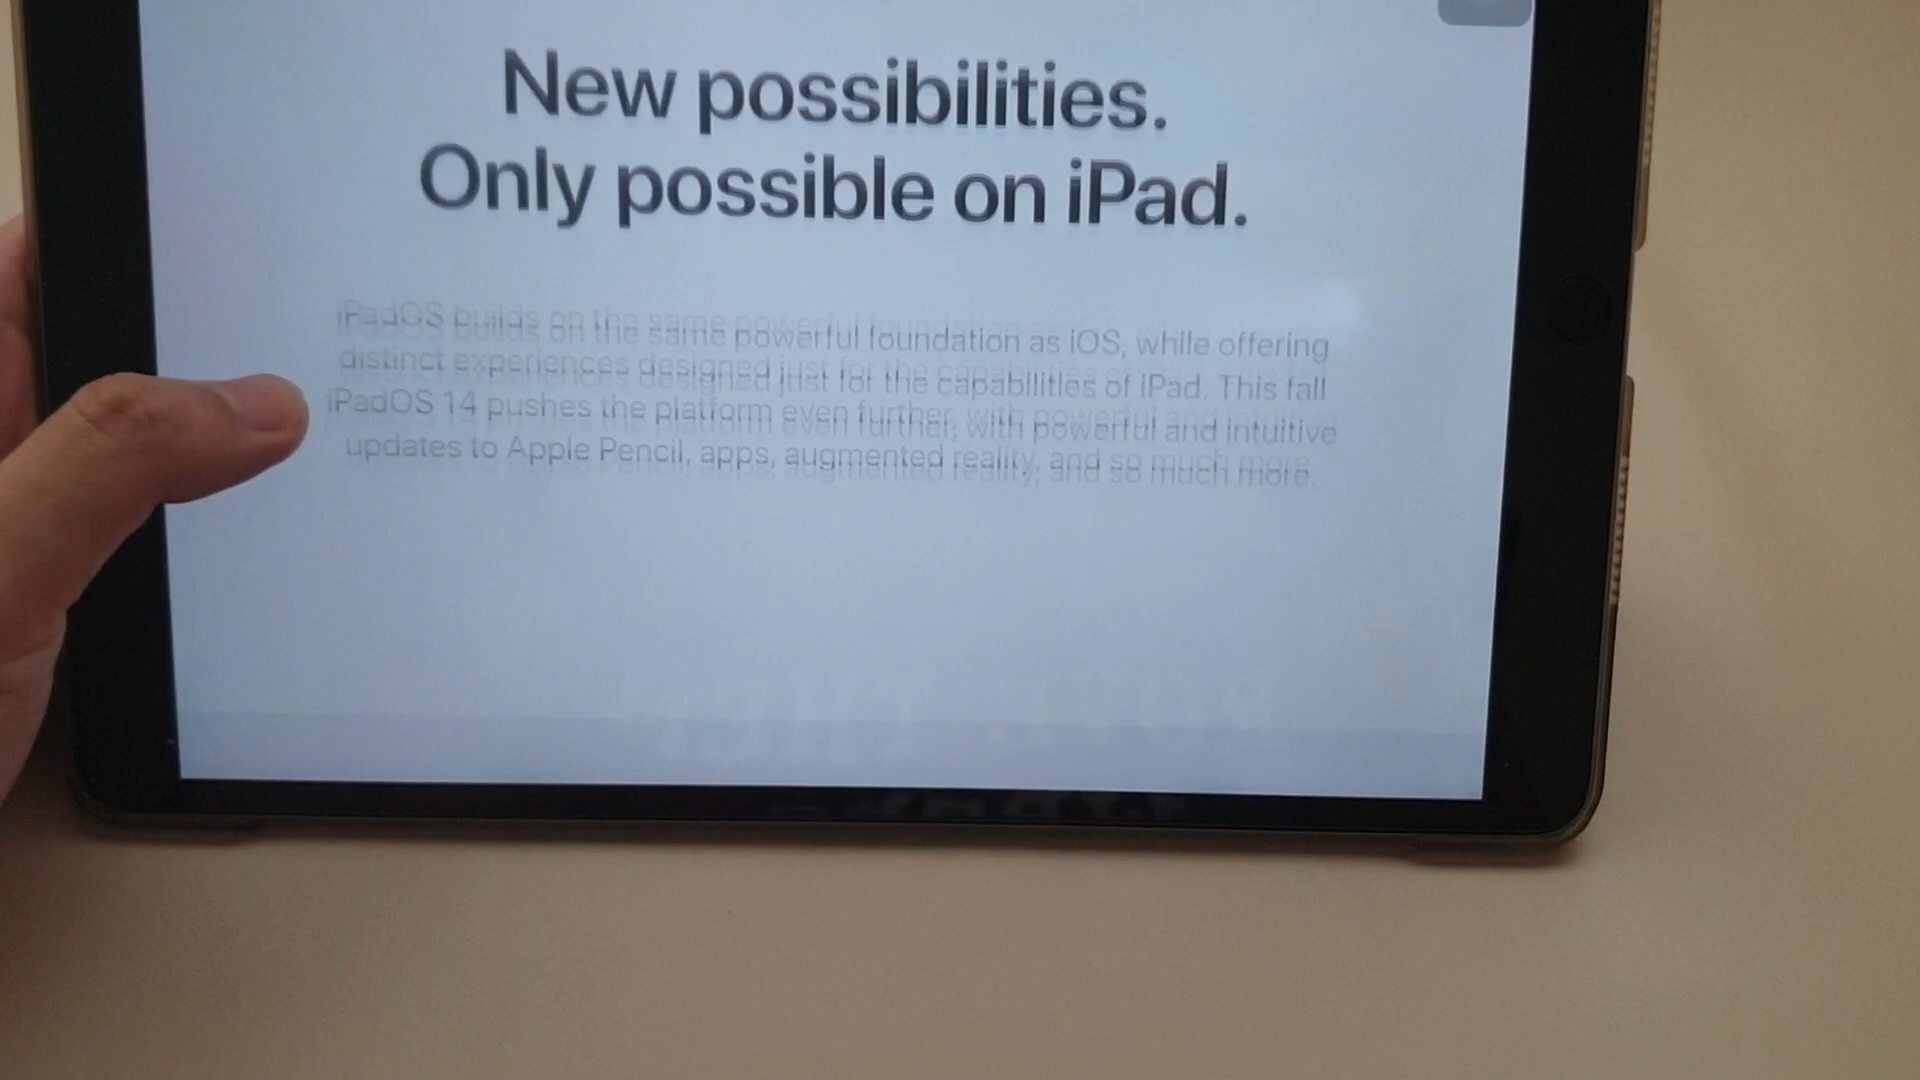 New possibilities.
Only possible on iPad.
iPadOS builds on the same powerful foundation as iOS, while offering
distinct experiences designed just for the capabilities of iPad. This fall
iPadOS 14 pushes the platform even further, with powerful and intuitive
updates to Apple Pencil, apps, augmented reality, and so much more.